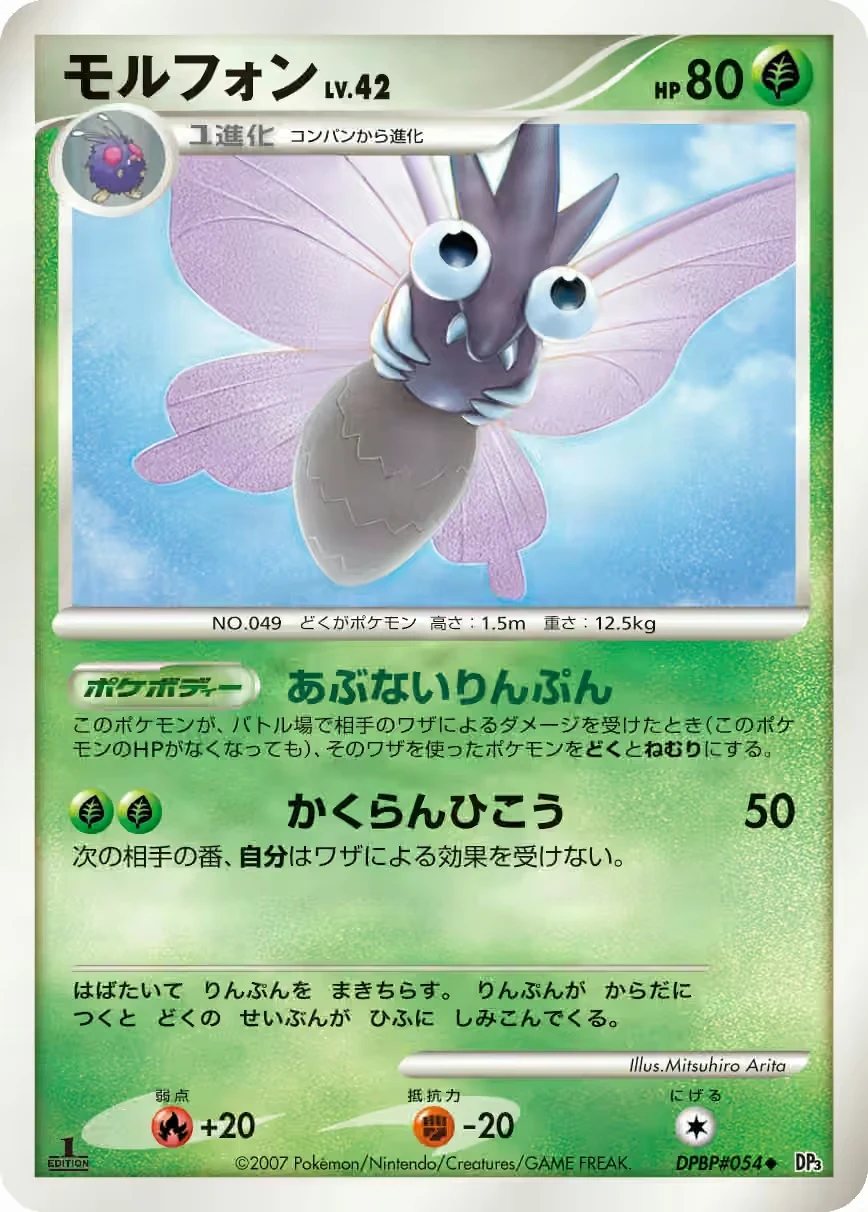 モルフォン LV.42 HP 80
1進化 コンパンから進化
NO.049 どくがポケモン 高さ:1.5m 重さ:12.5kg
ポケボディー あぶないりんぷん
このポケモンが、バトル場で相手のワザによるダメージを受けたとき(このポケ
モンのHPがなくなっても)、そのワザを使ったポケモンをどくとねむりにする。
かくらんひこう 50
次の相手の番、自分はワザによる効果を受けない。
はばたいて りんぷんを まきちらす。 りんぷんが からだに
つくと どくの せいぶんが ひふに しみこんでくる。
Illus.Mitsuhiro Arita
弱点 抵抗力 にげる
+20 -20
1 EDITION ©2007 Pokémon/Nintendo/Creatures/GAME FREAK. DPBP#054◆ DP3